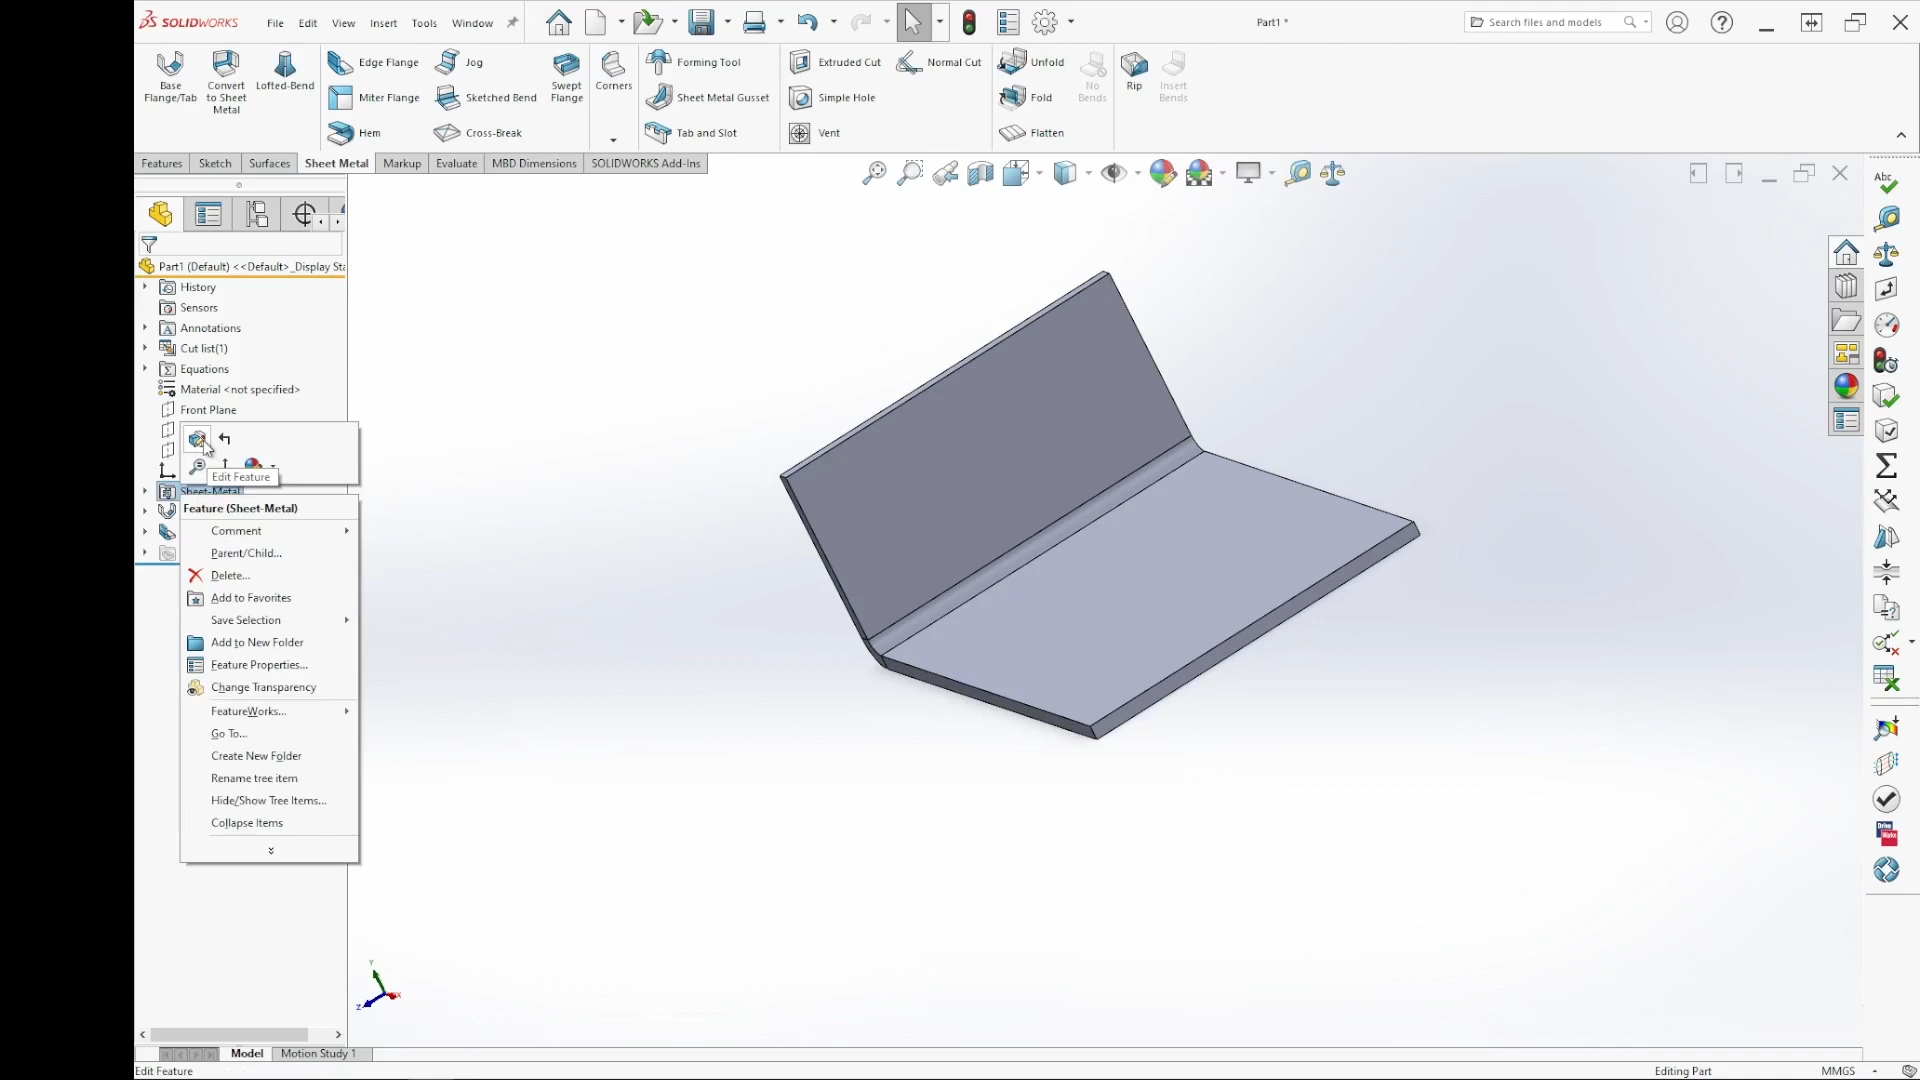 SOLIDWORKS
File Edit View Insert Tools Window
Part1 *
Search files and models
Base Flange/Tab
Convert to Sheet Metal
Lofted-Bend
Edge Flange
Miter Flange
Hem
Jog
Sketched Bend
Cross-Break
Swept Flange
Corners
Forming Tool
Sheet Metal Gusset
Tab and Slot
Extruded Cut
Simple Hole
Vent
Normal Cut
Unfold
Fold
Flatten
No Bends
Rip
Insert Bends
Features Sketch Surfaces Sheet Metal Markup Evaluate MBD Dimensions SOLIDWORKS Add-Ins
Part1 (Default) <<Default>_Display Sta
History
Sensors
Annotations
Cut list(1)
Equations
Material <not specified>
Front Plane
Edit Feature
Sheet-Metal
Feature (Sheet-Metal)
Comment
Parent/Child...
Delete...
Add to Favorites
Save Selection
Add to New Folder
Feature Properties...
Change Transparency
FeatureWorks...
Go To...
Create New Folder
Rename tree item
Hide/Show Tree Items...
Collapse Items
Abc
Drive Works
Y
X
Z
Model Motion Study 1
Edit Feature
Editing Part
MMGS